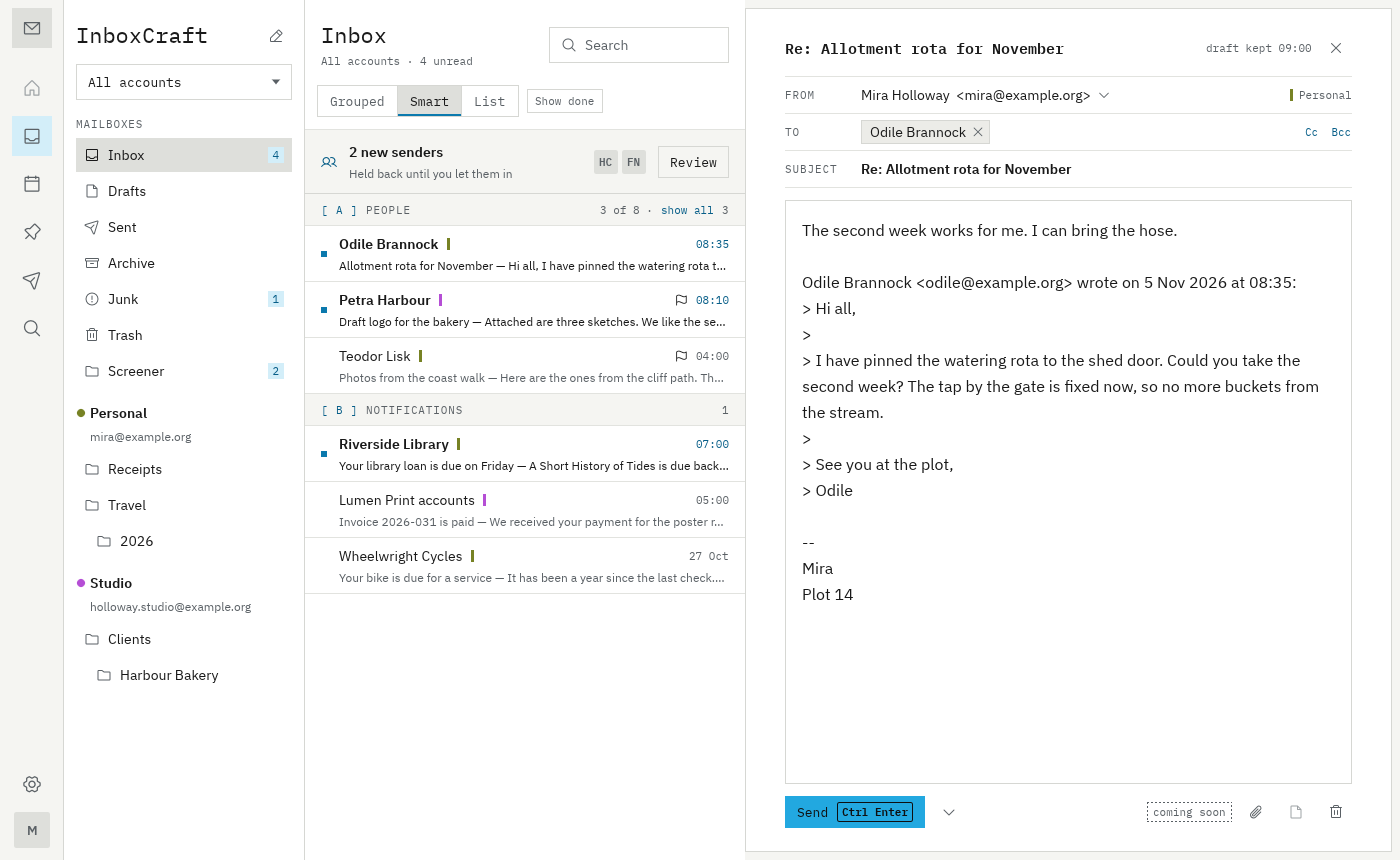 InboxCraft
All accounts
MAILBOXES
Inbox 4
Drafts
Sent
Archive
Junk 1
Trash
Screener 2
Personal
mira@example.org
Receipts
Travel
2026
Studio
holloway.studio@example.org
Clients
Harbour Bakery
M
Inbox
All accounts · 4 unread
Search
Grouped Smart List Show done
2 new senders
Held back until you let them in
HC FN Review
[ A ] PEOPLE 3 of 8 · show all 3
Odile Brannock 08:35
Allotment rota for November — Hi all, I have pinned the watering rota t…
Petra Harbour 08:10
Draft logo for the bakery — Attached are three sketches. We like the se…
Teodor Lisk 04:00
Photos from the coast walk — Here are the ones from the cliff path. Th…
[ B ] NOTIFICATIONS 1
Riverside Library 07:00
Your library loan is due on Friday — A Short History of Tides is due back…
Lumen Print accounts 05:00
Invoice 2026-031 is paid — We received your payment for the poster r…
Wheelwright Cycles 27 Oct
Your bike is due for a service — It has been a year since the last check.…
Re: Allotment rota for November draft kept 09:00
FROM Mira Holloway <mira@example.org> Personal
TO Odile Brannock Cc Bcc
SUBJECT Re: Allotment rota for November
The second week works for me. I can bring the hose.
Odile Brannock <odile@example.org> wrote on 5 Nov 2026 at 08:35:
> Hi all,
>
> I have pinned the watering rota to the shed door. Could you take the
second week? The tap by the gate is fixed now, so no more buckets from
the stream.
>
> See you at the plot,
> Odile
--
Mira
Plot 14
Send Ctrl Enter coming soon